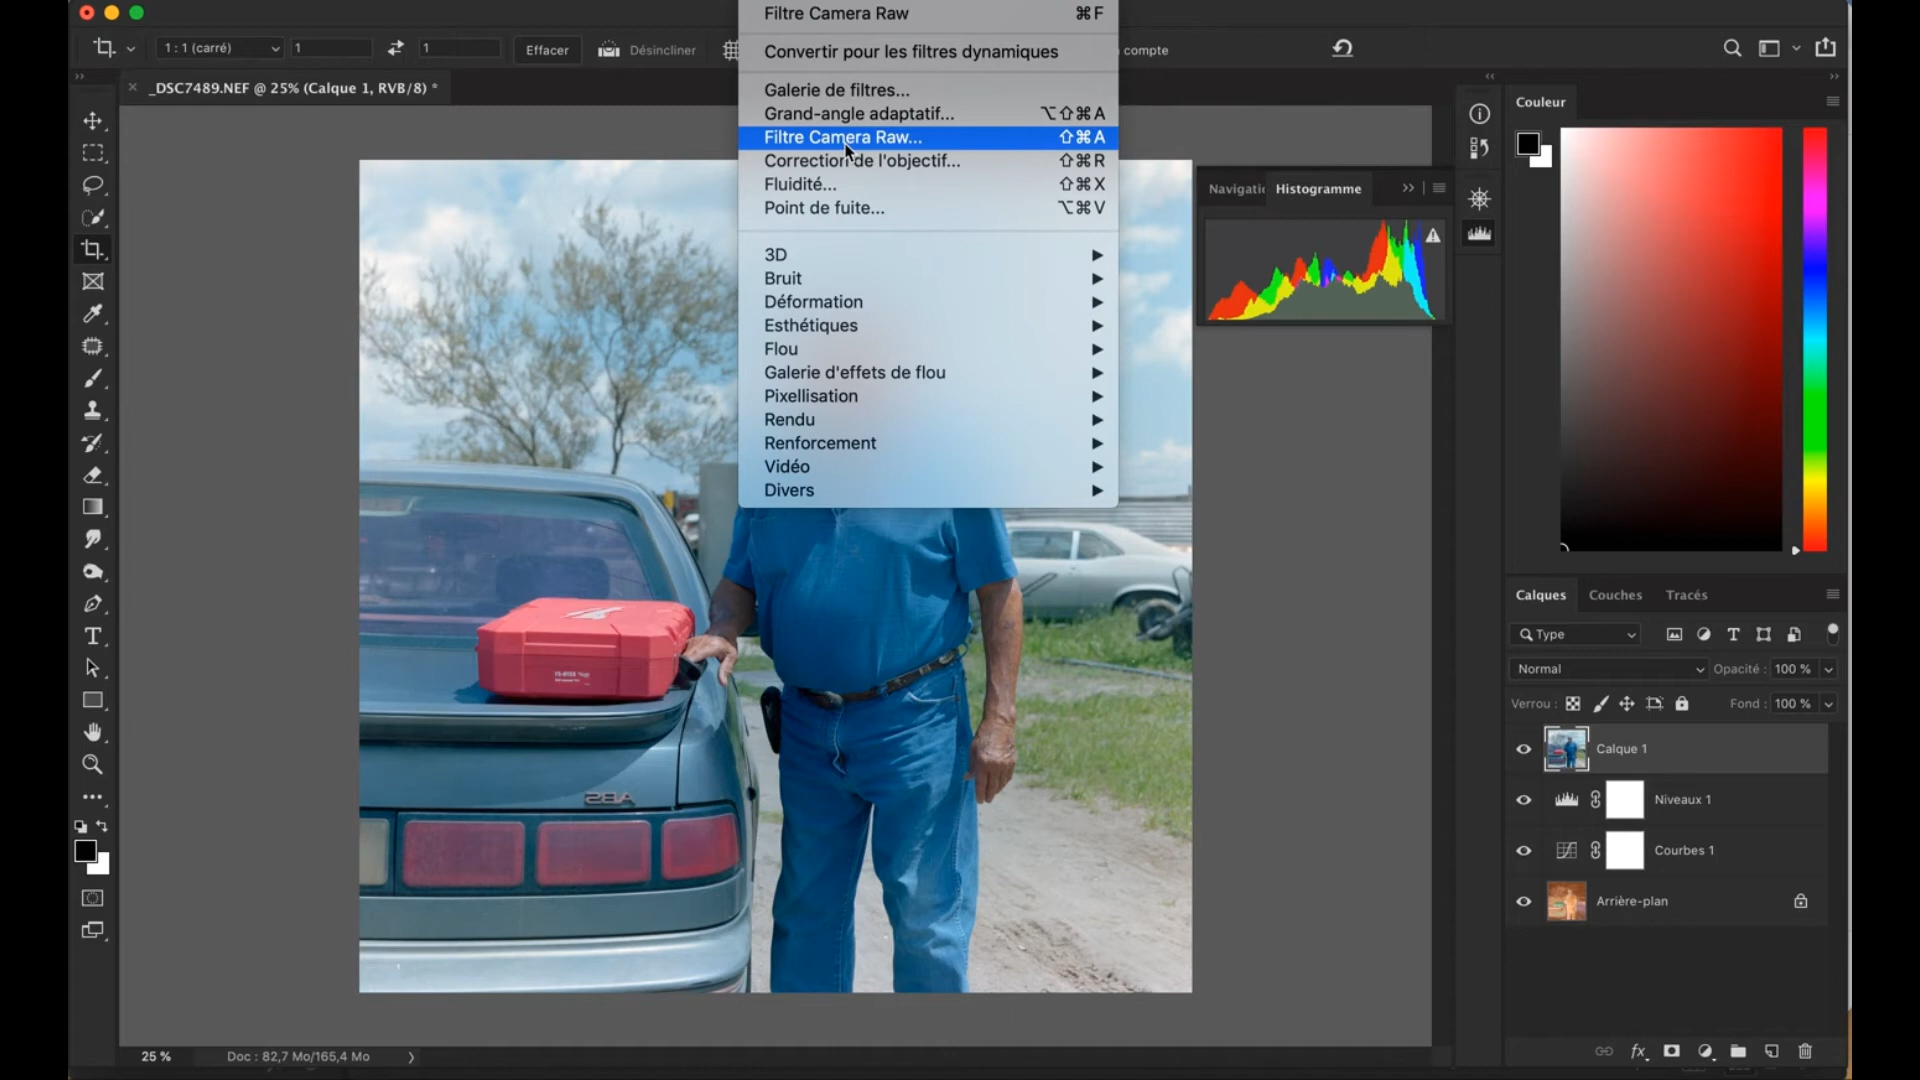 Filtre Camera Raw ⌘F
1 : 1 (carré) 1 1 Effacer Désincliner compte
Convertir pour les filtres dynamiques
_DSC7489.NEF @ 25% (Calque 1, RVB/8) *
Galerie de filtres...
Grand-angle adaptatif... ⌥⇧⌘A
Filtre Camera Raw... ⇧⌘A
Correction de l'objectif... ⇧⌘R
Fluidité... ⇧⌘X
Point de fuite... ⌥⌘V
3D
Bruit
Déformation
Esthétiques
Flou
Galerie d'effets de flou
Pixellisation
Rendu
Renforcement
Vidéo
Divers
Couleur
Navigatio Histogramme
Calques Couches Tracés
Type
Normal Opacité : 100 %
Verrou : Fond : 100 %
Calque 1
Niveaux 1
Courbes 1
Arrière-plan
25 % Doc : 82,7 Mo/165,4 Mo